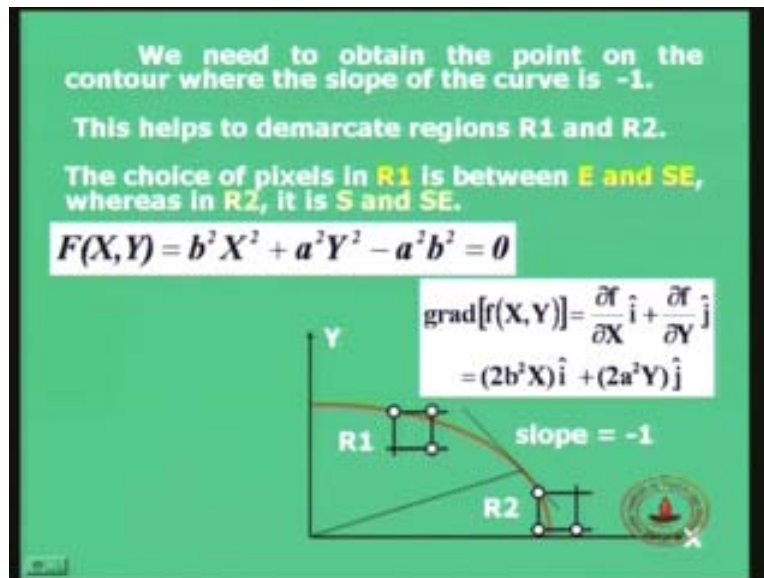 We need to obtain the point on the
contour where the slope of the curve is -1.
This helps to demarcate regions R1 and R2.
The choice of pixels in R1 is between E and SE,
whereas in R2, it is S and SE.
F(X,Y) = b²X² + a²Y² – a²b² = 0
grad[f(X,Y)] = ∂f/∂X î + ∂f/∂Y ĵ
= (2b²X) î + (2a²Y) ĵ
Y
R1
slope = -1
R2
X